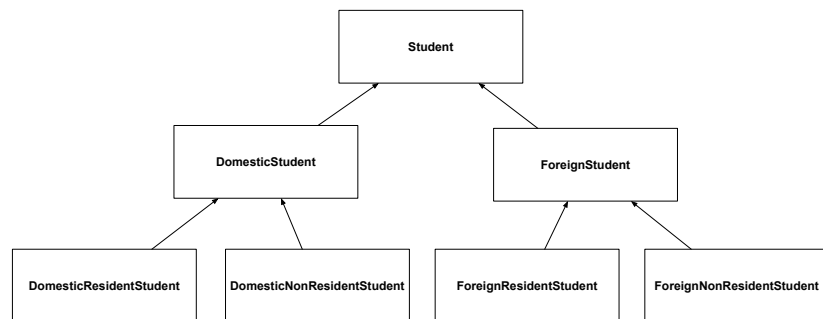 Student
DomesticStudent
ForeignStudent
DomesticResidentStudent
DomesticNonResidentStudent
ForeignResidentStudent
ForeignNonResidentStudent